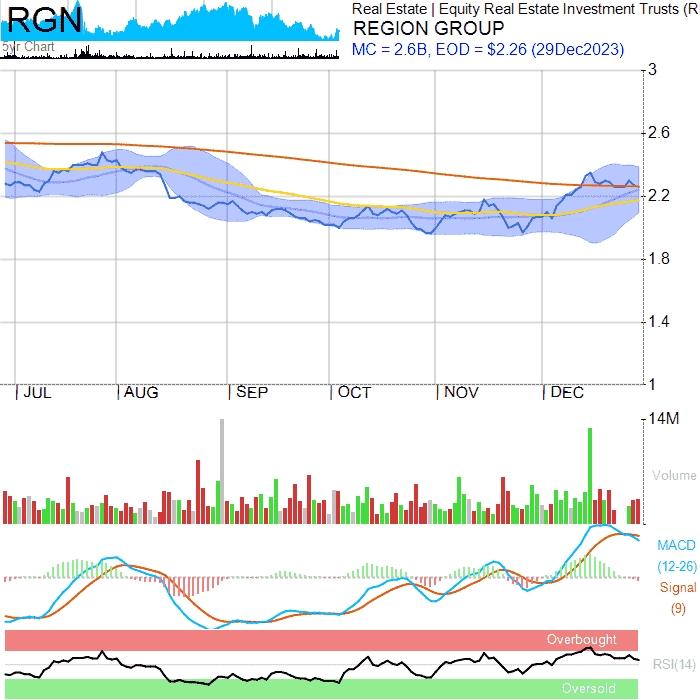 RGN
5yr Chart
Real Estate | Equity Real Estate Investment Trusts (R
REGION GROUP
MC = 2.6B, EOD = $2.26 (29Dec2023)
3
2.6
2.2
1.8
1.4
1
JUL AUG SEP OCT NOV DEC
14M
Volume
MACD
(12-26)
Signal
(9)
Overbought
RSI(14)
Oversold